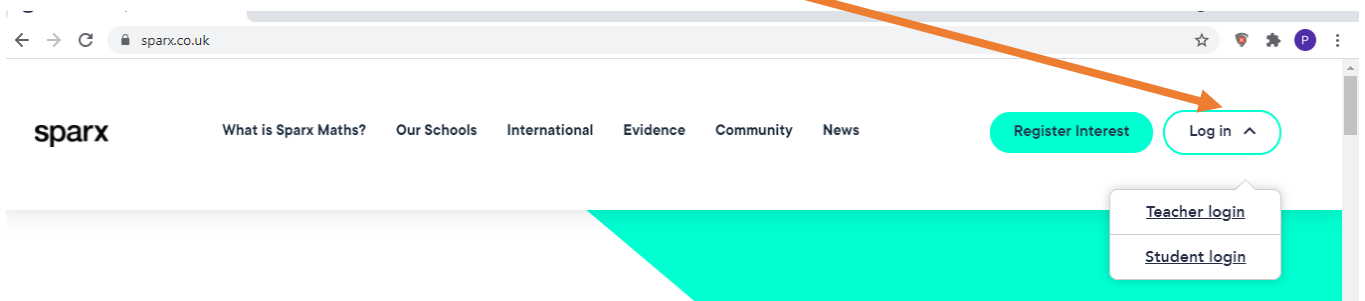 sparx.co.uk
P
sparx What is Sparx Maths? Our Schools International Evidence Community News Register Interest Log in
Teacher login
Student login